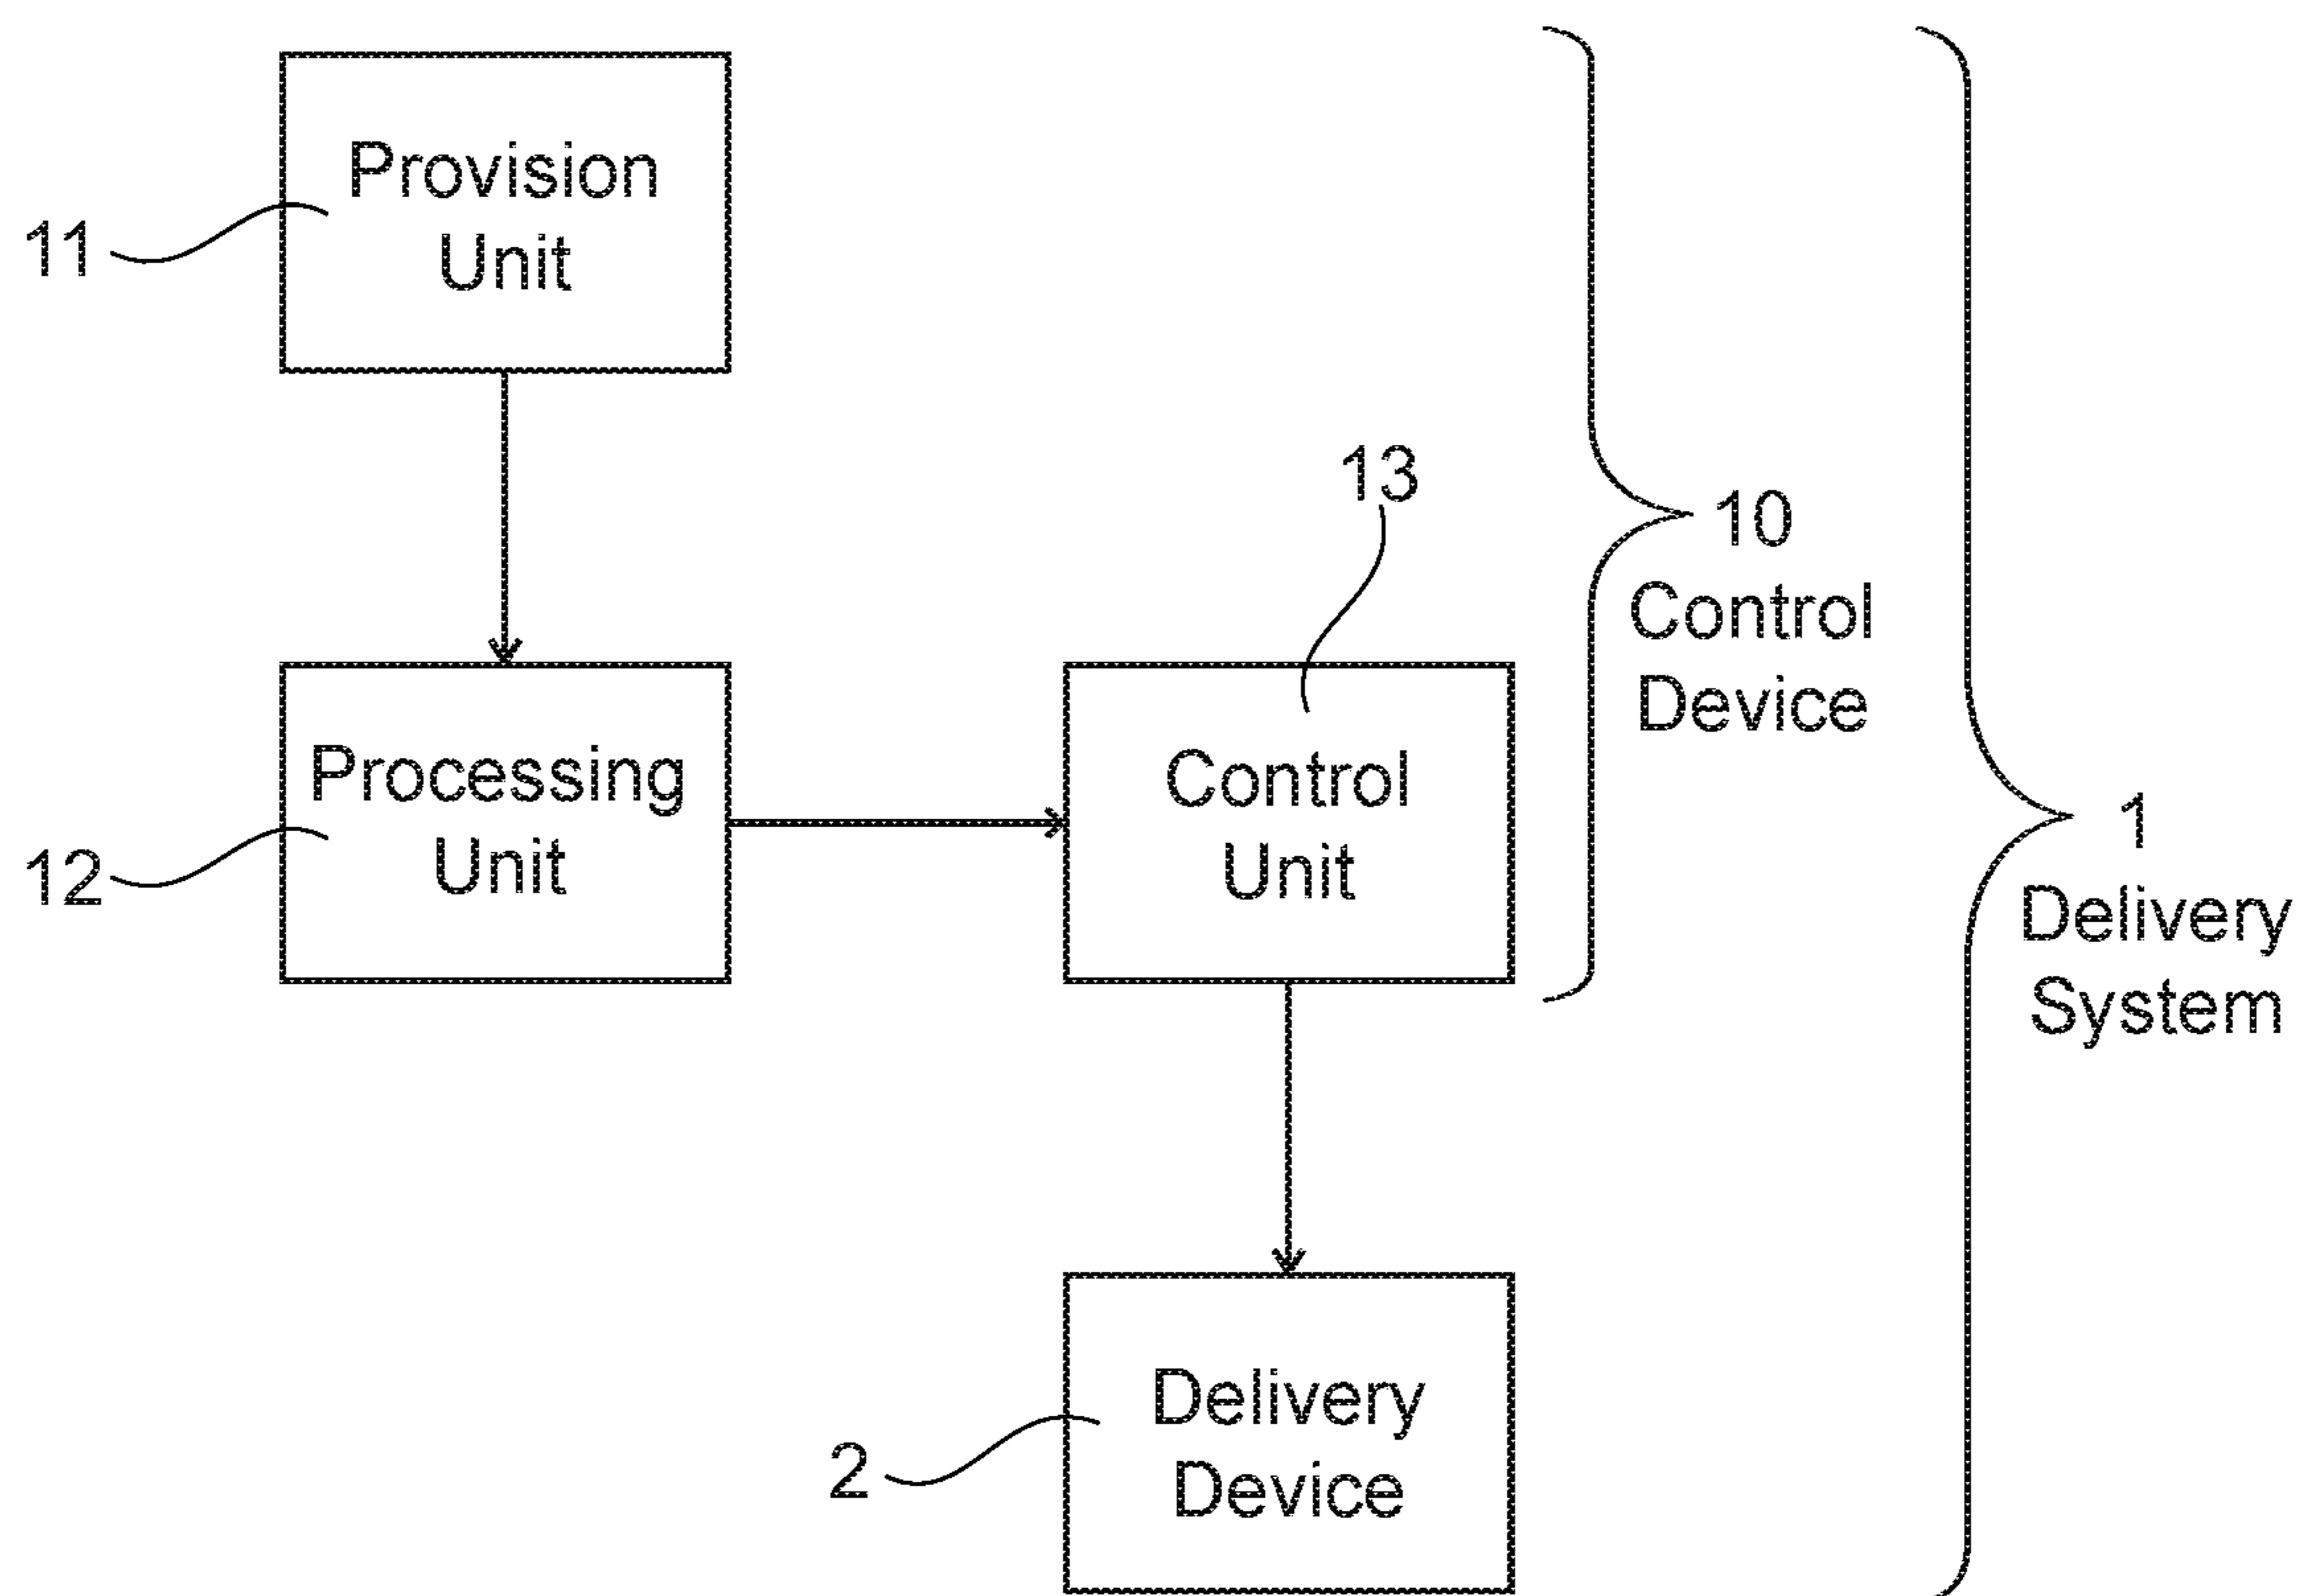 Provision
Unit
11
13
10
Control
Device
Processing
Unit
12
Control
Unit
1
Delivery
System
Delivery
Device
2